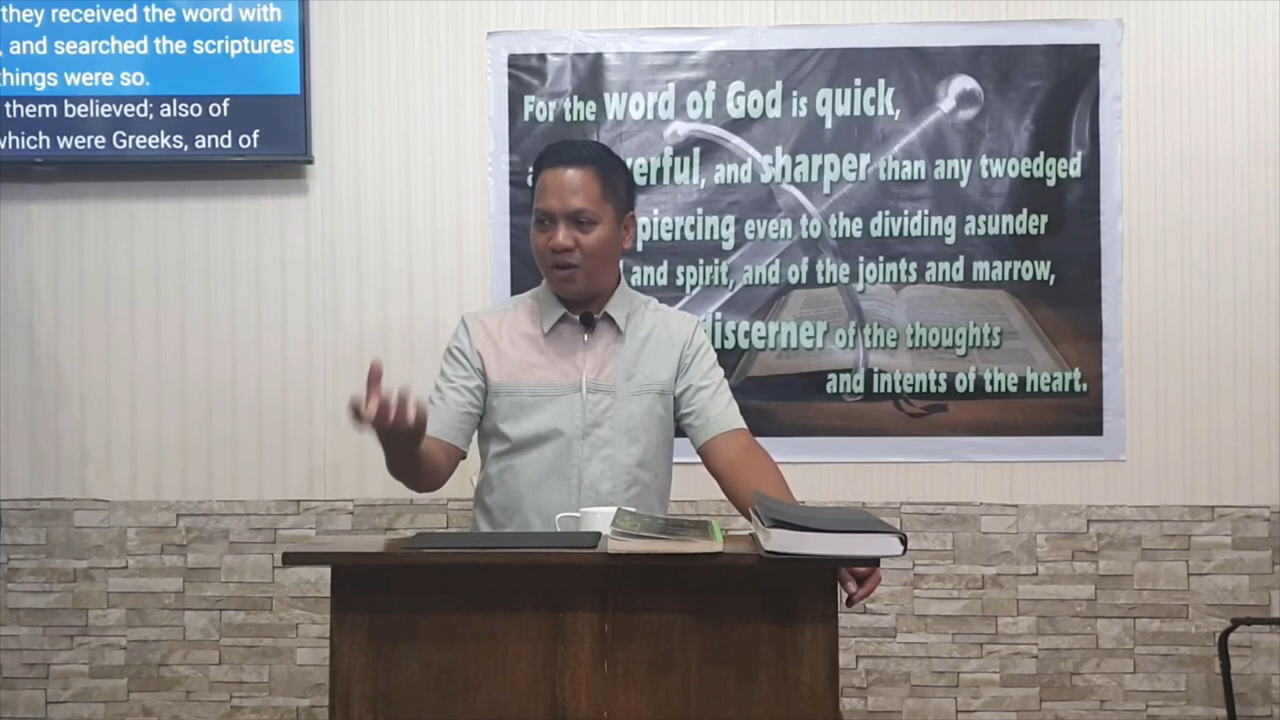 they received the word with
, and searched the scriptures
things were so.
them believed; also of
which were Greeks, and of
For the word of God is quick,
erful, and sharper than any twoedged
piercing even to the dividing asunder
and spirit, and of the joints and marrow,
discerner of the thoughts
and intents of the heart.